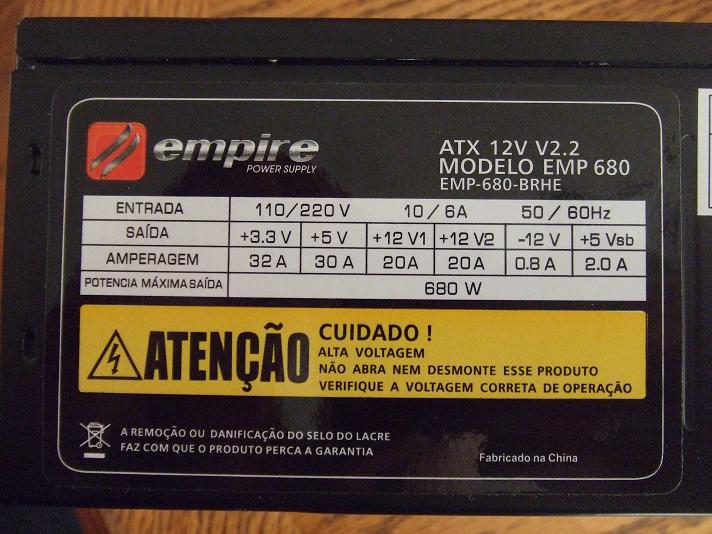 empire
POWER SUPPLY
ATX 12V V2.2
MODELO EMP 680
EMP-680-BRHE
ENTRADA 110/220 V 10 / 6A 50 / 60Hz
SAÍDA +3.3 V +5 V +12 V1 +12 V2 -12 V +5 Vsb
AMPERAGEM 32 A 30 A 20A 20A 0.8 A 2.0 A
POTENCIA MÁXIMA SAÍDA 680 W
ATENÇÃO
CUIDADO !
ALTA VOLTAGEM
NÃO ABRA NEM DESMONTE ESSE PRODUTO
VERIFIQUE A VOLTAGEM CORRETA DE OPERAÇÃO
A REMOÇÃO OU DANIFICAÇÃO DO SELO DO LACRE
FAZ COM QUE O PRODUTO PERCA A GARANTIA
Fabricado na China